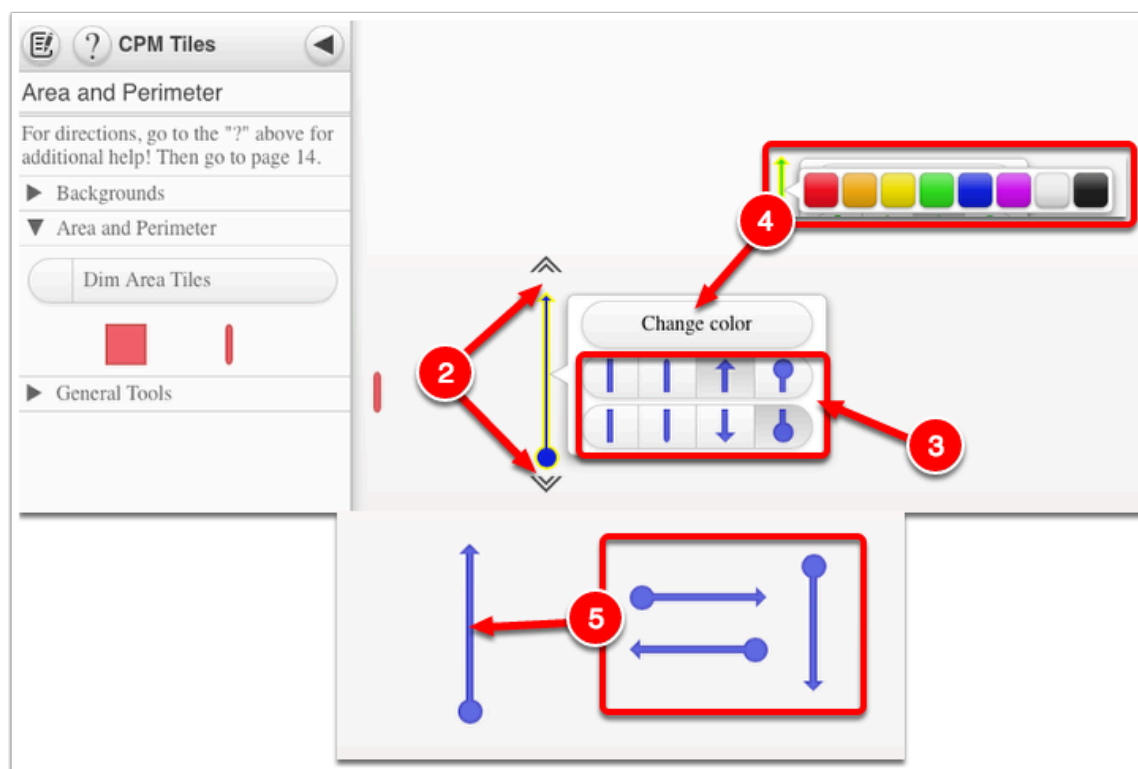 ? CPM Tiles
Area and Perimeter
For directions, go to the "?" above for
additional help! Then go to page 14.
Backgrounds
Area and Perimeter
Dim Area Tiles
General Tools
4
Change color
2
3
5